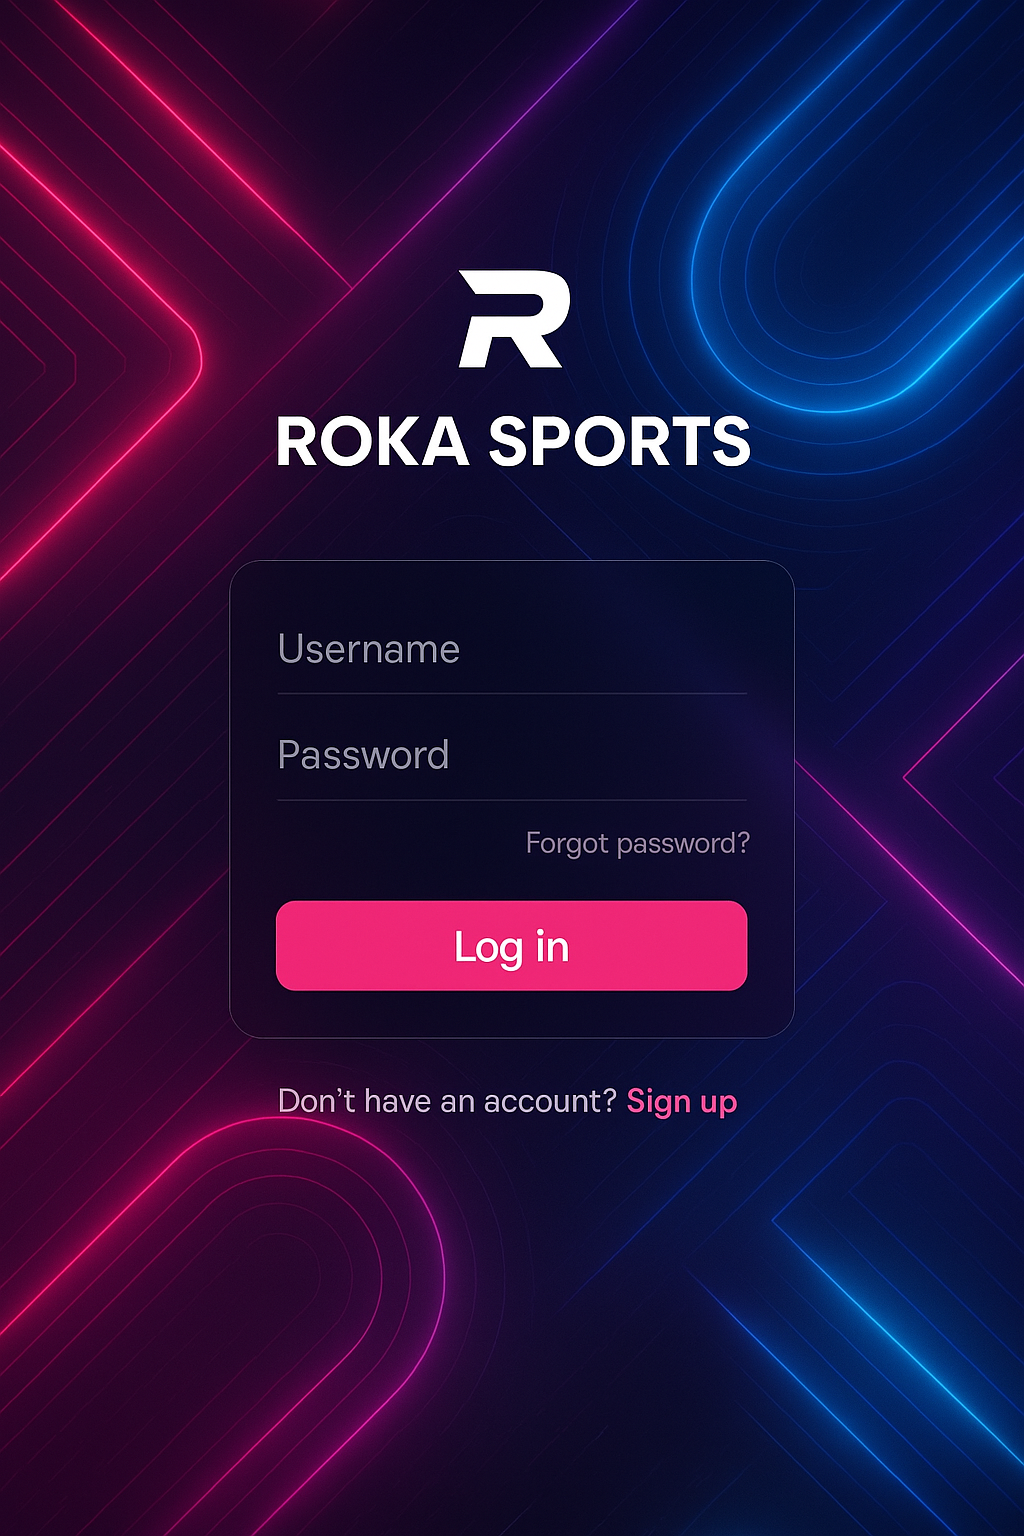 R
ROKA SPORTS
Username
Password
Forgot password?
Log in
Don’t have an account? Sign up